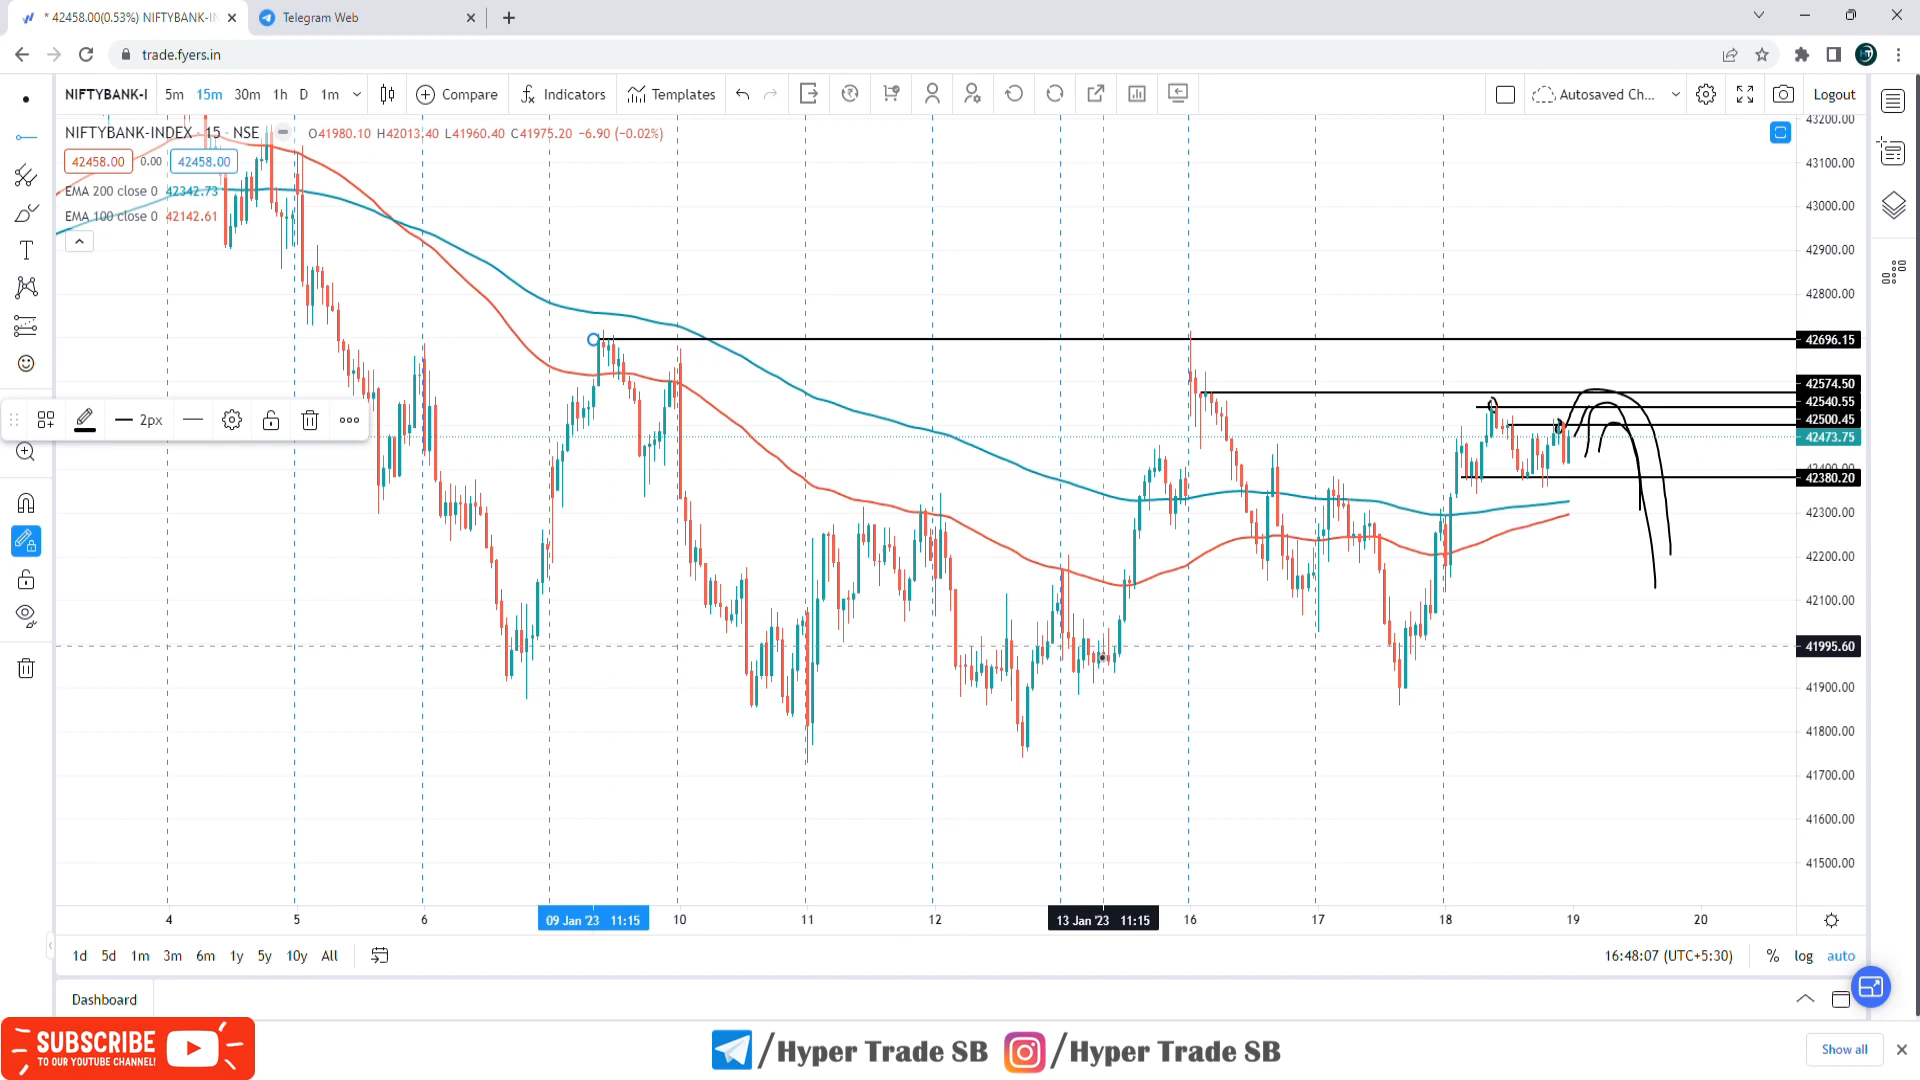 * 42458.00(0.53%) NIFTYBANK-IN
Telegram Web
trade.fyers.in
NIFTYBANK-I 5m 15m 30m 1h D 1m Compare Indicators Templates Autosaved Ch... Logout
NIFTYBANK-INDEX · 15 · NSE O41980.10 H42013.40 L41960.40 C41975.20 −6.90 (−0.02%)
42458.00 0.00 42458.00
EMA 200 close 0 42342.73
EMA 100 close 0 42142.61
2px
43200.00
43100.00
43000.00
42900.00
42800.00
42696.15
42574.50
42540.55
42500.45
42473.75
42400.00
42380.20
42300.00
42200.00
42100.00
41995.60
41900.00
41800.00
41700.00
41600.00
41500.00
4 5 6 09 Jan '23 11:15 10 11 12 13 Jan '23 11:15 16 17 18 19 20
1d 5d 1m 3m 6m 1y 5y 10y All 16:48:07 (UTC+5:30) % log auto
Dashboard
SUBSCRIBE
TO OUR YOUTUBE CHANNEL!
/Hyper Trade SB /Hyper Trade SB
Show all